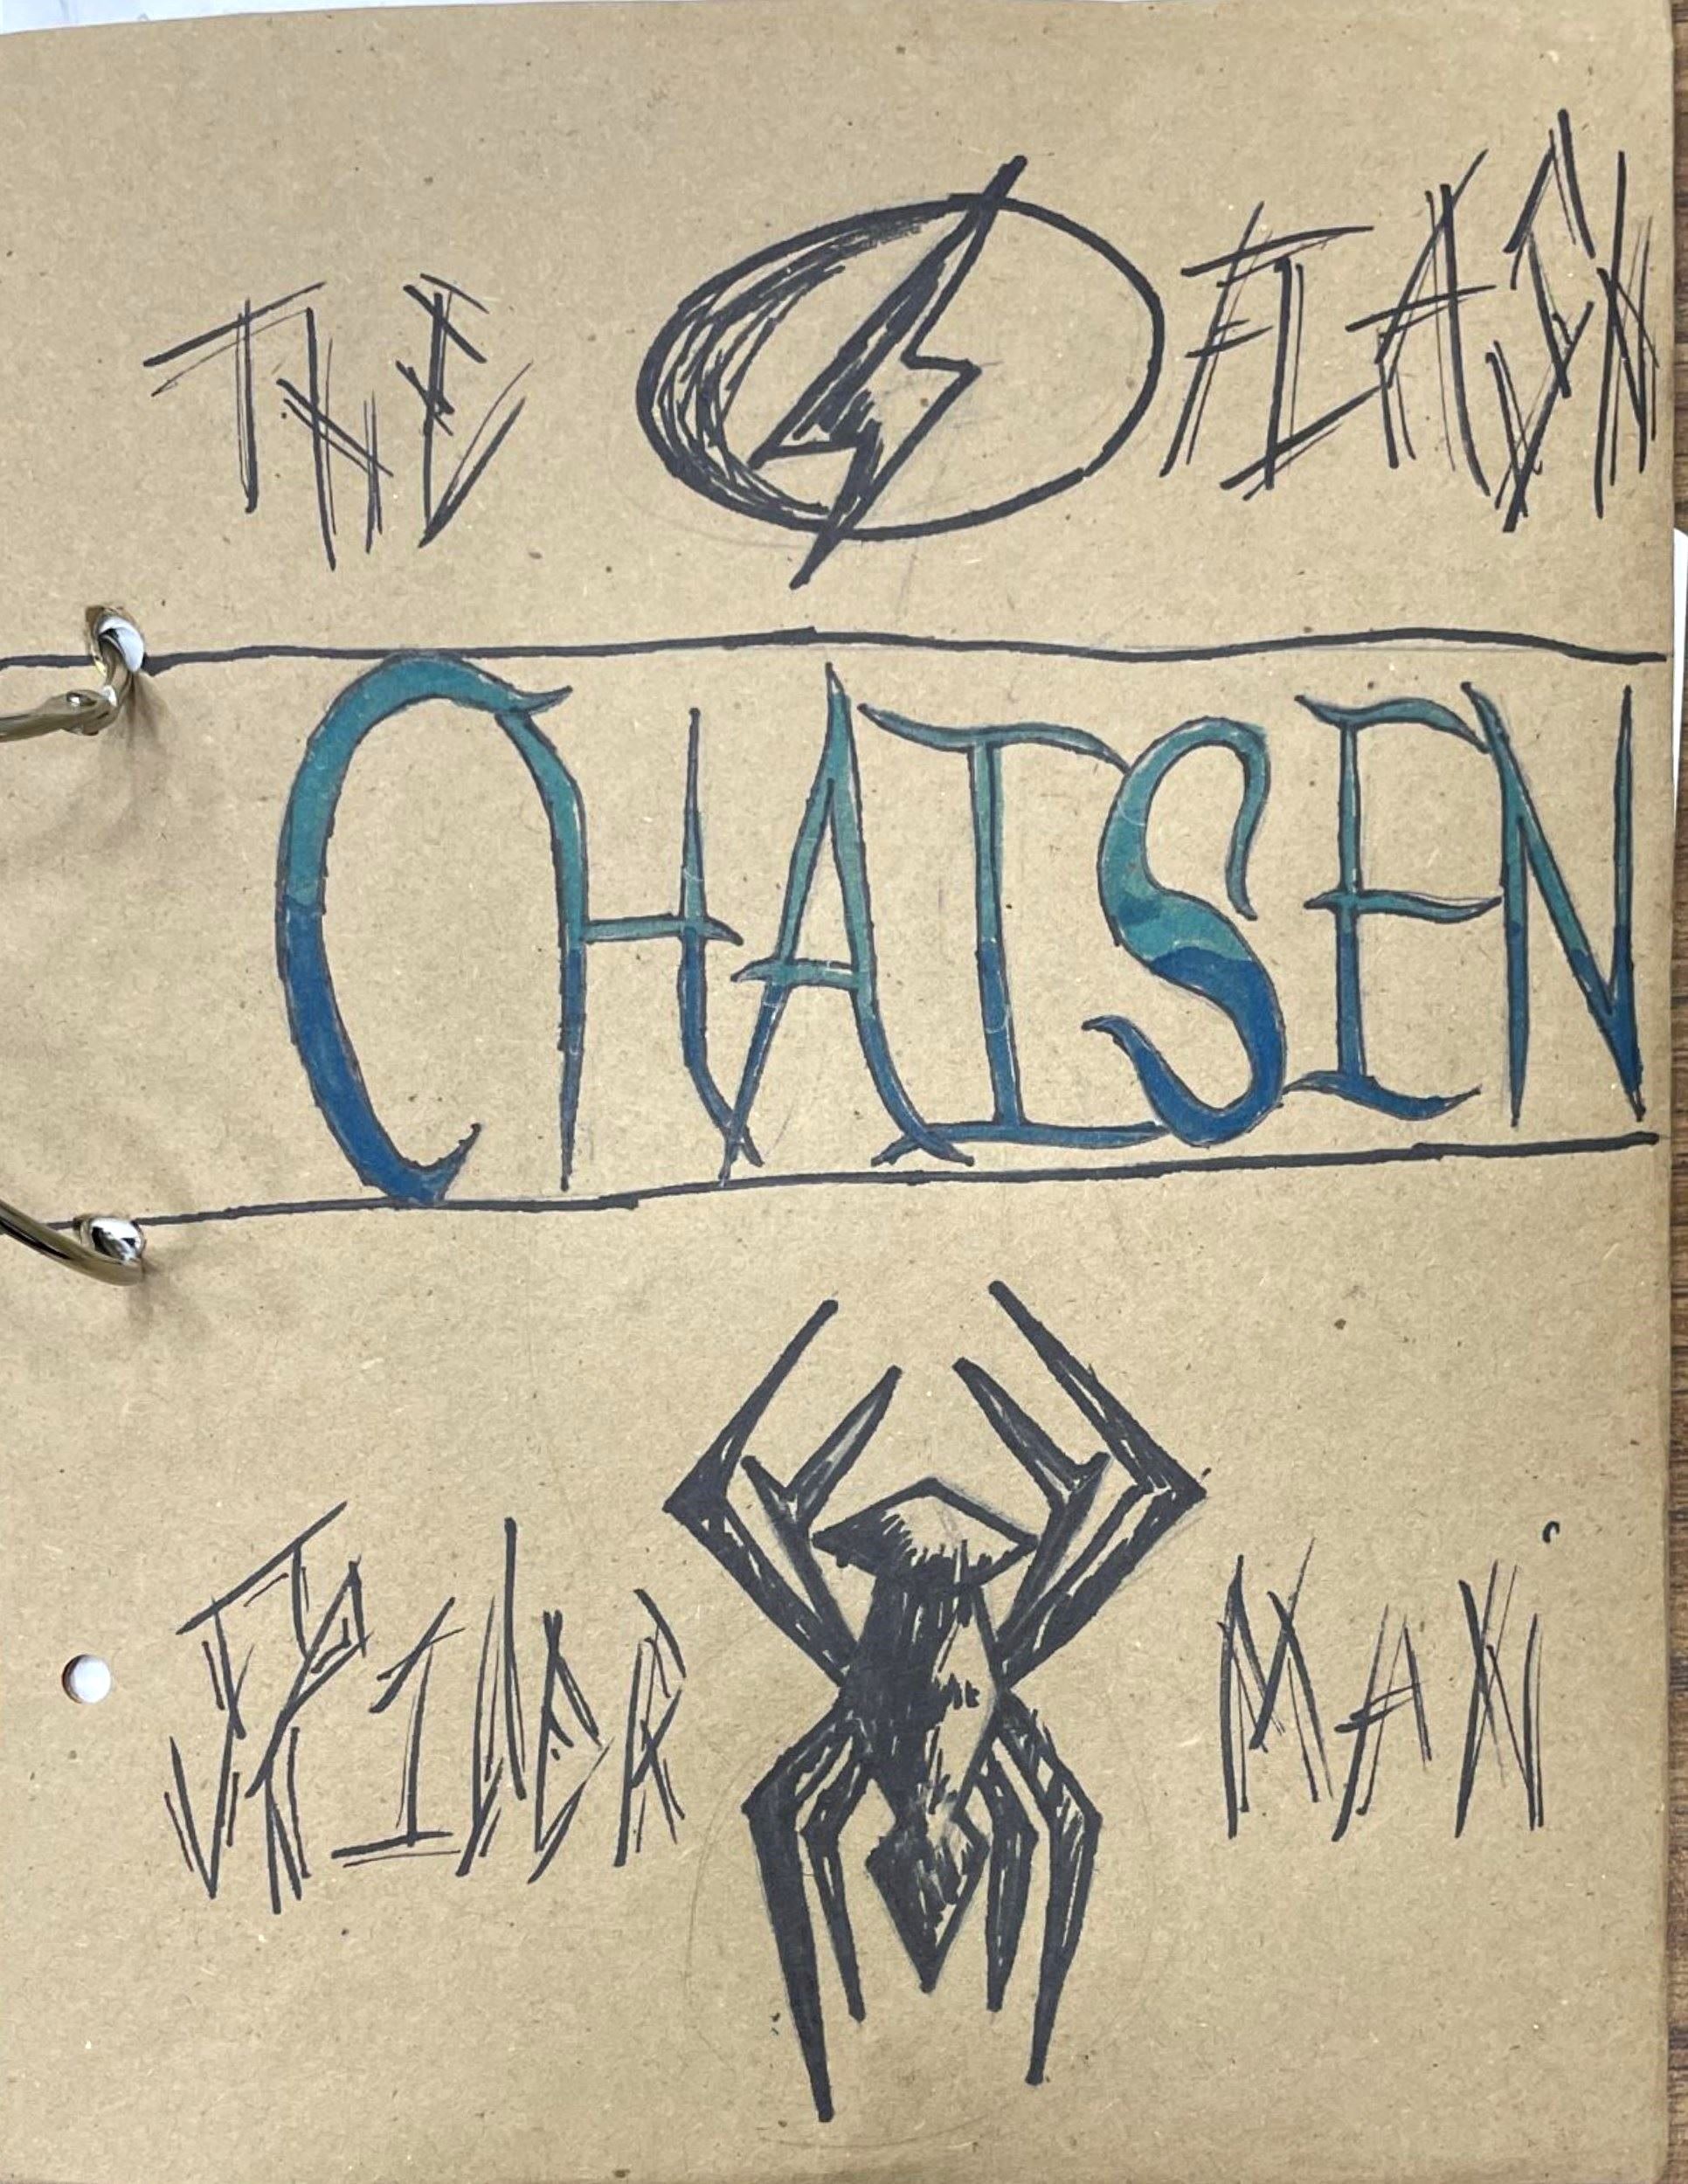 THE FLASH
CHAISEN
SPIDER MAN